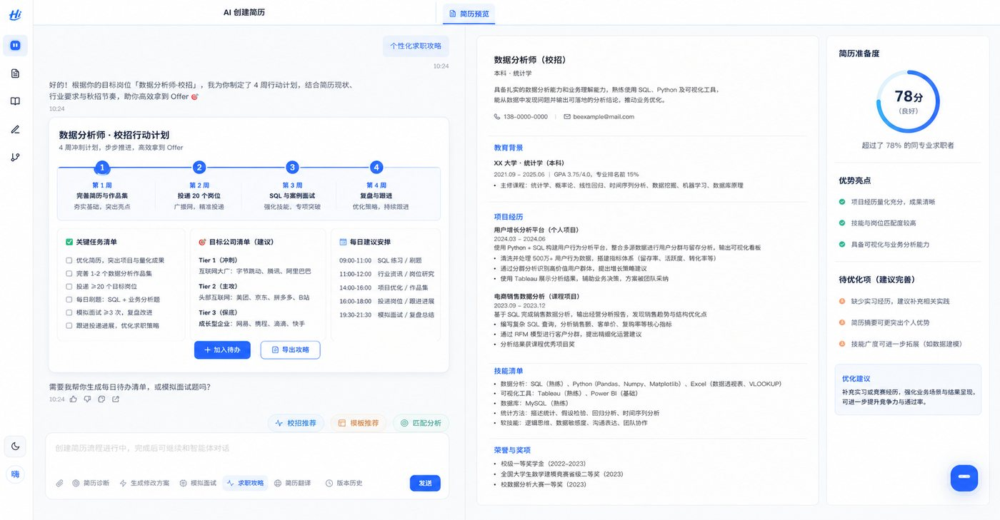 Hi
AI 创建简历
简历预览
个性化求职攻略
10:24
好的！根据你的目标岗位「数据分析师·校招」，我为你制定了 4 周行动计划，结合简历现状、
行业要求与秋招节奏，助你高效拿到 Offer 🎯
10:24
数据分析师 · 校招行动计划
4 周冲刺计划，步步推进，高效拿到 Offer
1
2
3
4
第 1 周
第 2 周
第 3 周
第 4 周
完善简历与作品集
投递 20 个岗位
SQL 与案例面试
复盘与跟进
夯实基础，突出亮点
广撒网，精准投递
强化技能，专项突破
优化策略，持续跟进
关键任务清单
优化简历，突出项目与量化成果
完善 1-2 个数据分析作品集
投递 ≥20 个目标岗位
每日刷题：SQL + 业务分析题
模拟面试 ≥3 次，复盘改进
跟进投递进展，优化求职策略
目标公司清单（建议）
Tier 1（冲刺）
互联网大厂：字节跳动、腾讯、阿里巴巴
Tier 2（主攻）
头部互联网：美团、京东、拼多多、B站
Tier 3（保底）
成长型企业：网易、携程、滴滴、快手
每日建议安排
09:00-11:00 SQL 练习 / 刷题
11:00-12:00 行业资讯 / 岗位研究
14:00-16:00 项目优化 / 作品集
16:00-18:00 投递岗位 / 跟进进展
19:30-21:30 模拟面试 / 复盘总结
+ 加入待办
导出攻略
需要我帮你生成每日待办清单，或模拟面试题吗？
10:24
校招推荐
模板推荐
匹配分析
创建简历流程进行中，完成后可继续和智能体对话
简历诊断
生成修改方案
模拟面试
求职攻略
简历翻译
版本历史
发送
嗨
数据分析师（校招）
本科 · 统计学
具备扎实的数据分析能力和业务理解能力，熟练使用 SQL、Python 及可视化工具，
能从数据中发现问题并输出可落地的分析结论，推动业务优化。
138-0000-0000 | beexample@mail.com
教育背景
XX 大学 · 统计学（本科）
2021.09 – 2025.06 | GPA 3.75/4.0，专业排名前 15%
• 主修课程：统计学、概率论、线性回归、时间序列分析、数据挖掘、机器学习、数据库原理
项目经历
用户增长分析平台（个人项目）
2024.03 – 2024.06
使用 Python + SQL 构建用户行为分析平台，整合多源数据进行用户分群与留存分析，输出可视化看板
• 清洗并处理 500万+ 用户行为数据，搭建指标体系（留存率、活跃度、转化率等）
• 通过分群分析识别高价值用户群体，提出增长策略建议
• 使用 Tableau 展示分析结果，辅助业务决策，方案被团队采纳
电商销售数据分析（课程项目）
2023.09 – 2023.12
基于 SQL 完成销售数据分析，输出经营分析报告，发现销售趋势与结构优化点
• 编写复杂 SQL 查询，分析销售额、客单价、复购率等核心指标
• 通过 RFM 模型进行客户分群，提出精细化运营建议
• 分析结果获课程优秀项目奖
技能清单
• 数据分析：SQL（熟练）、Python（Pandas、Numpy、Matplotlib）、Excel（数据透视表、VLOOKUP）
• 可视化工具：Tableau（熟练）、Power BI（基础）
• 数据库：MySQL（熟练）
• 统计方法：描述统计、假设检验、回归分析、时间序列分析
• 软技能：逻辑思维、数据敏感度、沟通表达、团队协作
荣誉与奖项
• 校级一等奖学金（2022–2023）
• 全国大学生数学建模竞赛省级二等奖（2023）
• 校数据分析大赛一等奖（2023）
简历准备度
78分
（良好）
超过了 78% 的同专业求职者
优势亮点
项目经历量化充分，成果清晰
技能与岗位匹配度较高
具备可视化与业务分析能力
待优化项（建议完善）
缺少实习经历，建议补充相关实践
简历摘要可更突出个人优势
技能广度可进一步拓展（如数据建模）
优化建议
补充实习或竞赛经历，强化业务场景与结果呈现，
可进一步提升竞争力与通过率。